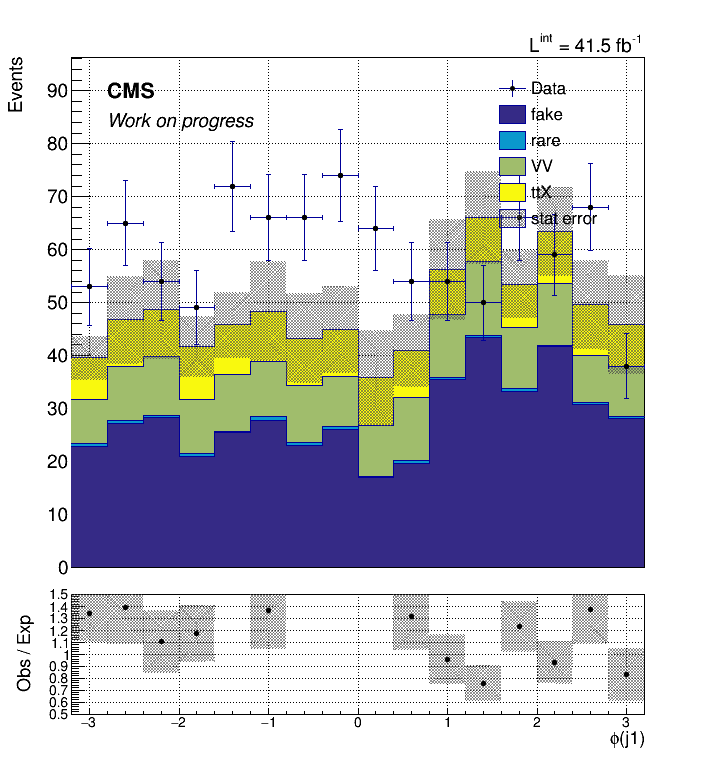 L^int = 41.5 fb^-1
Events
CMS
Work on progress
Data
fake
rare
VV
ttX
stat error
90
80
70
60
50
40
30
20
10
0
Obs / Exp
1.5
1.4
1.3
1.2
1.1
1
0.9
0.8
0.7
0.6
0.5
−3 −2 −1 0 1 2 3
ϕ(j1)